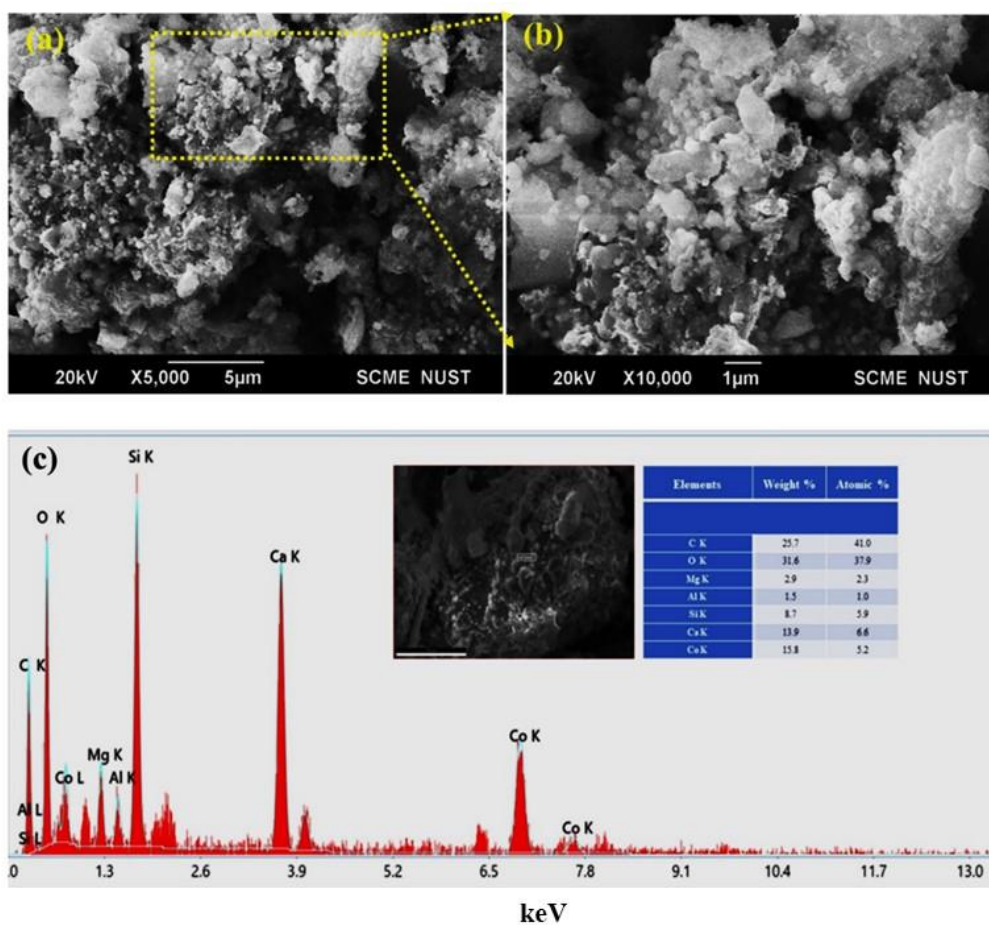 (a)
(b)
20kV X5,000 5μm SCME NUST
20kV X10,000 1μm SCME NUST
(c)
Si K
O K
Ca K
C K
Mg K
Co L
Al K
Al L
Si L
Co K
Co K
Elements Weight % Atomic %
C K 25.7 41.0
O K 31.6 37.9
Mg K 2.9 2.3
Al K 1.5 1.0
Si K 8.7 5.9
Ca K 13.9 6.6
Co K 15.8 5.2
.0 1.3 2.6 3.9 5.2 6.5 7.8 9.1 10.4 11.7 13.0
keV